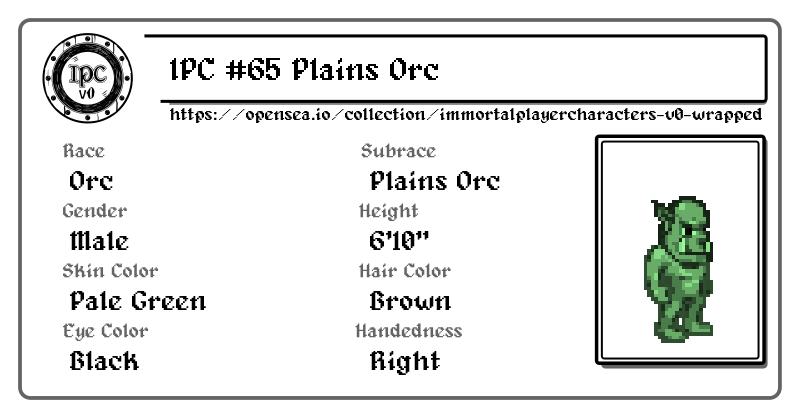 IPC
v0
IPC #65 Plains Orc
https://opensea.io/collection/immortalplayercharacters-v0-wrapped
Race
Subrace
Orc
Plains Orc
Gender
Height
Male
6'10"
Skin Color
Hair Color
Pale Green
Brown
Eye Color
Handedness
Black
Right